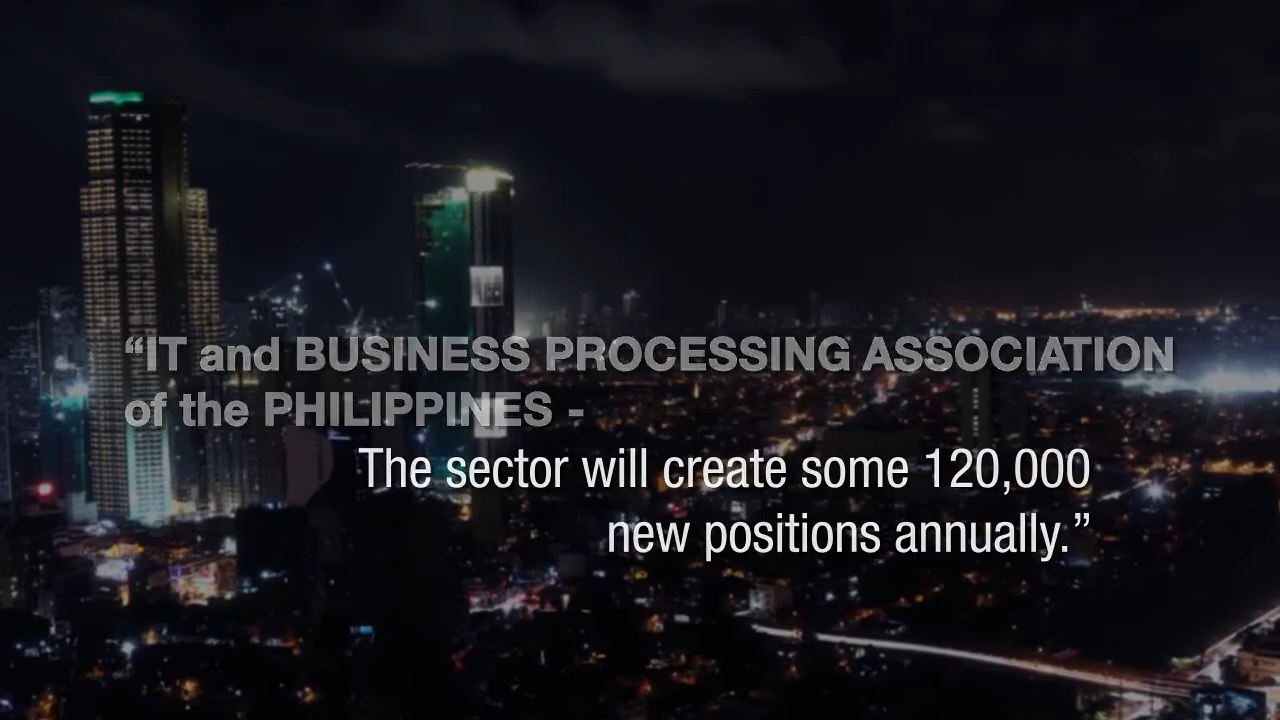 “IT and BUSINESS PROCESSING ASSOCIATION
of the PHILIPPINES -
The sector will create some 120,000
new positions annually.”